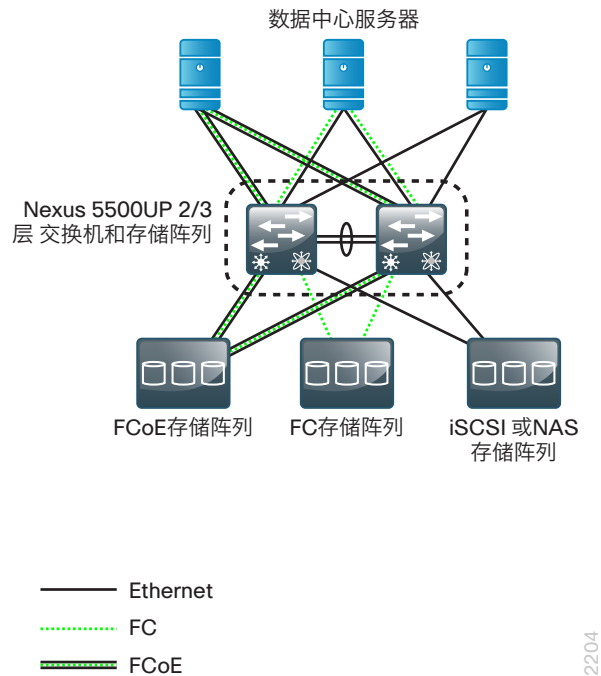 数据中心服务器
Nexus 5500UP 2/3
层 交换机和存储阵列
FCoE存储阵列
FC存储阵列
iSCSI 或NAS
存储阵列
Ethernet
FC
FCoE
2204